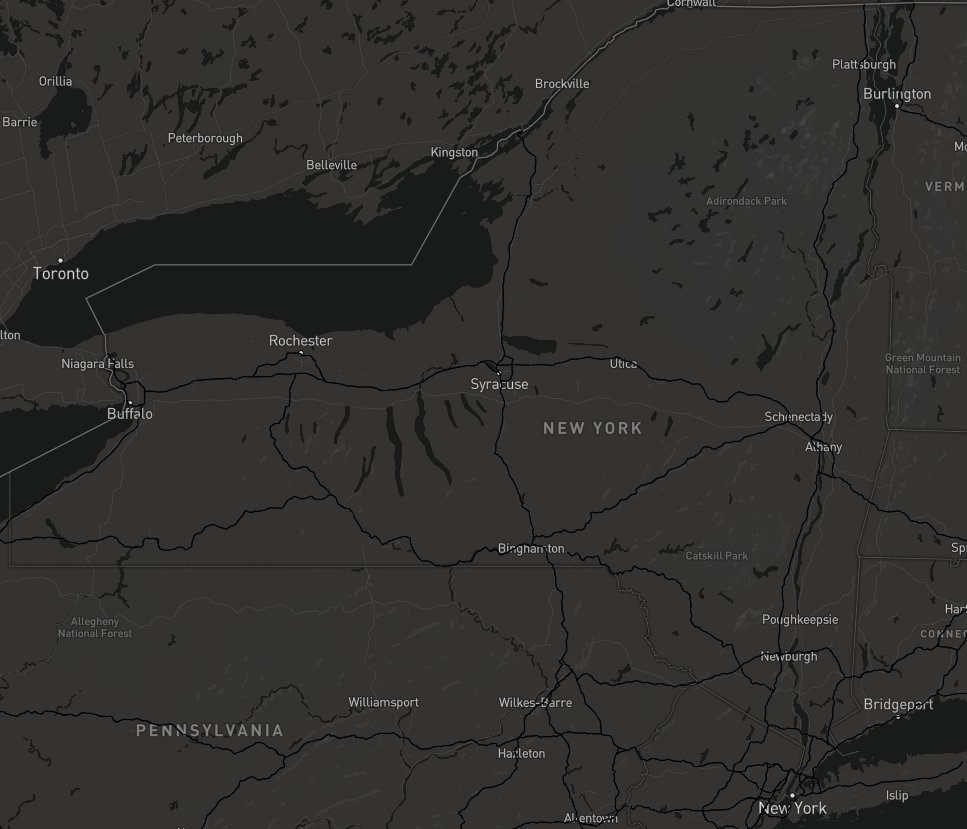 Cornwall
Plattsburgh
Orillia
Brockville
Burlington
Barrie
Peterborough
Kingston
Belleville
VERM
Adirondack Park
Toronto
lton
Rochester
Niagara Falls
Utica
Green Mountain
National Forest
Syracuse
Buffalo
NEW YORK
Schenectady
Albany
Binghamton
Catskill Park
Sp
Allegheny
National Forest
Poughkeepsie
Hart
CONNEC
Newburgh
Williamsport
Wilkes-Barre
Bridgeport
PENNSYLVANIA
Hazleton
Islip
New York
Allentown